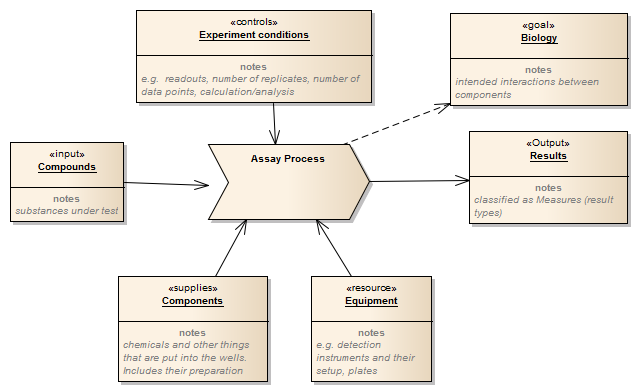 «controls»
Experiment conditions
notes
e.g. readouts, number of replicates, number of
data points, calculation/analysis
«goal»
Biology
notes
intended interactions between
components
«input»
Compounds
notes
substances under test
Assay Process
«Output»
Results
notes
classified as Measures (result
types)
«supplies»
Components
notes
chemicals and other things
that are put into the wells.
Includes their preparation
«resource»
Equipment
notes
e.g. detection
instruments and their
setup, plates